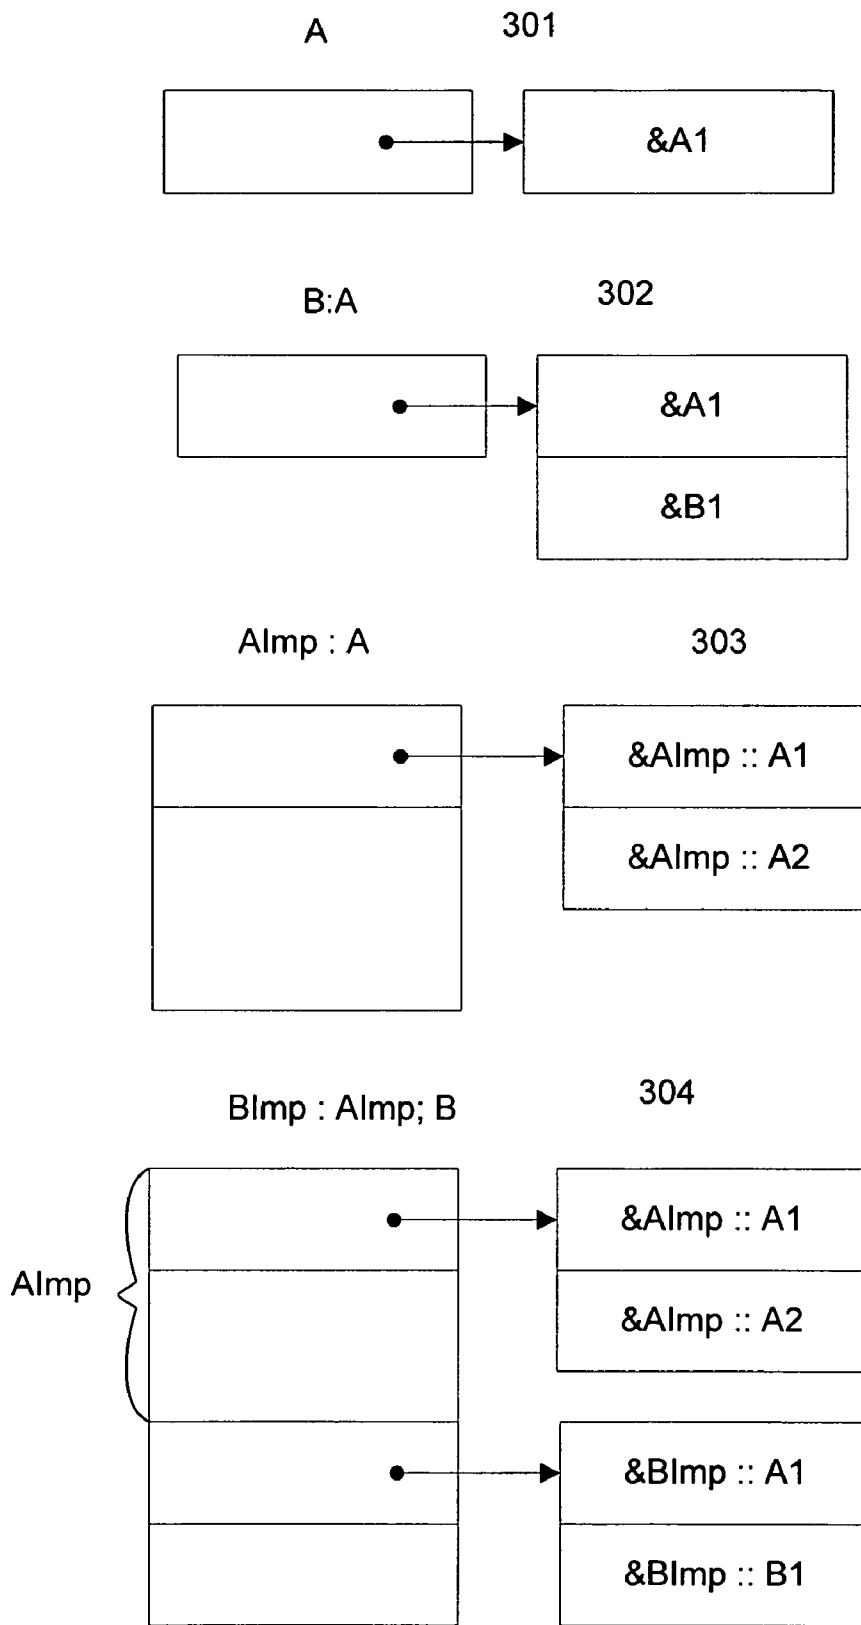 A 301
&A1
B:A 302
&A1
&B1
AImp : A 303
&AImp :: A1
&AImp :: A2
BImp : AImp; B 304
&AImp :: A1
AImp
&AImp :: A2
&BImp :: A1
&BImp :: B1